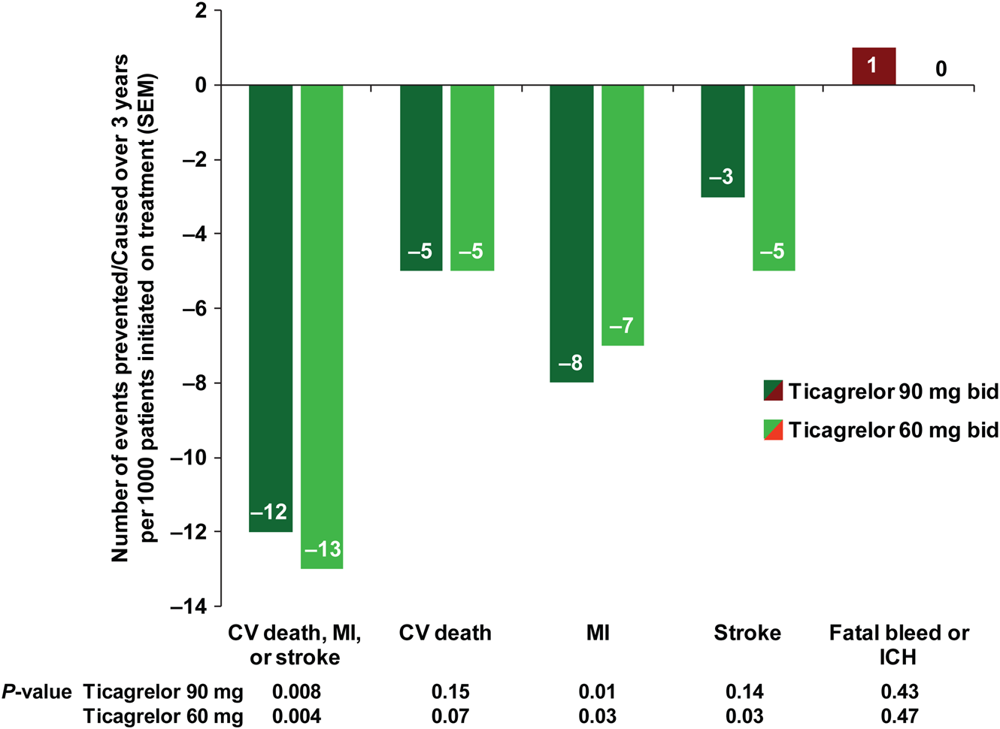 Number of events prevented/Caused over 3 years
per 1000 patients initiated on treatment (SEM)
2
0
–2
–4
–6
–8
–10
–12
–14
–12
–13
–5
–5
–8
–7
–3
–5
1
0
Ticagrelor 90 mg bid
Ticagrelor 60 mg bid
CV death, MI,
or stroke
CV death
MI
Stroke
Fatal bleed or
ICH
P-value Ticagrelor 90 mg 0.008 0.15 0.01 0.14 0.43
Ticagrelor 60 mg 0.004 0.07 0.03 0.03 0.47